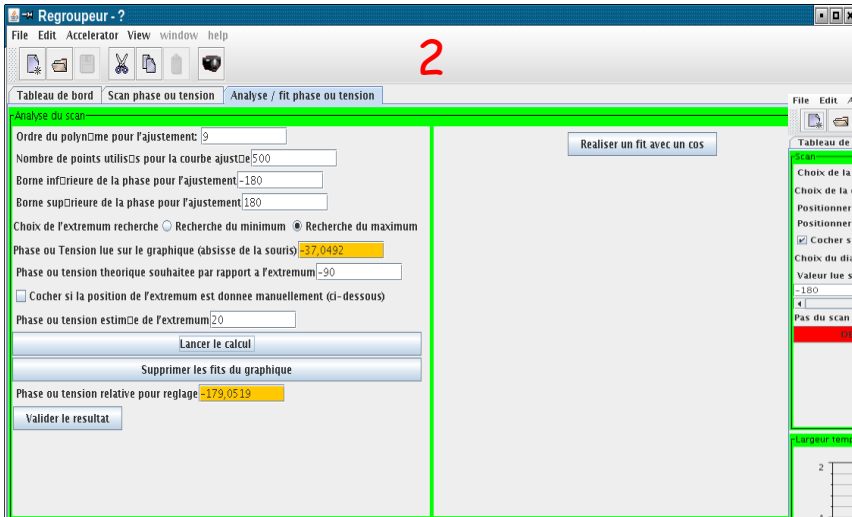 Regroupeur - ?
File Edit Accelerator View window help
2
Tableau de bord Scan phase ou tension Analyse / fit phase ou tension
Analyse du scan
Ordre du polyn□me pour l'ajustement: 9
Nombre de points utilis□s pour la courbe ajust□e 500
Borne inf□rieure de la phase pour l'ajustement -180
Borne sup□rieure de la phase pour l'ajustement 180
Choix de l'extremum recherche Recherche du minimum Recherche du maximum
Phase ou Tension lue sur le graphique (absisse de la souris) -37,0492
Phase ou tension theorique souhaitee par rapport a l'extremum -90
Cocher si la position de l'extremum est donnee manuellement (ci-dessous)
Phase ou tension estim□e de l'extremum 20
Lancer le calcul
Supprimer les fits du graphique
Phase ou tension relative pour reglage -179,0519
Valider le resultat
Realiser un fit avec un cos
File Edit
Tableau de
Scan
Choix de la
Choix de la
Positionner
Positionner
Cocher s
Choix du dia
Valeur lue s
-180
Pas du scan
Largeur temp
2